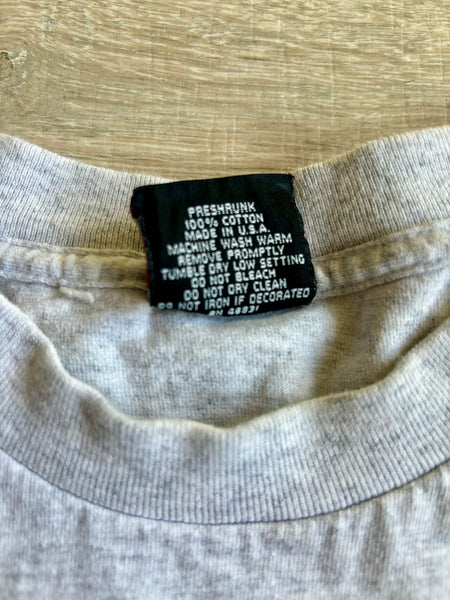 PRESHRUNK
100% COTTON
MADE IN U.S.A.
MACHINE WASH WARM
REMOVE PROMPTLY
TUMBLE DRY LOW SETTING
DO NOT BLEACH
DO NOT DRY CLEAN
DO NOT IRON IF DECORATED